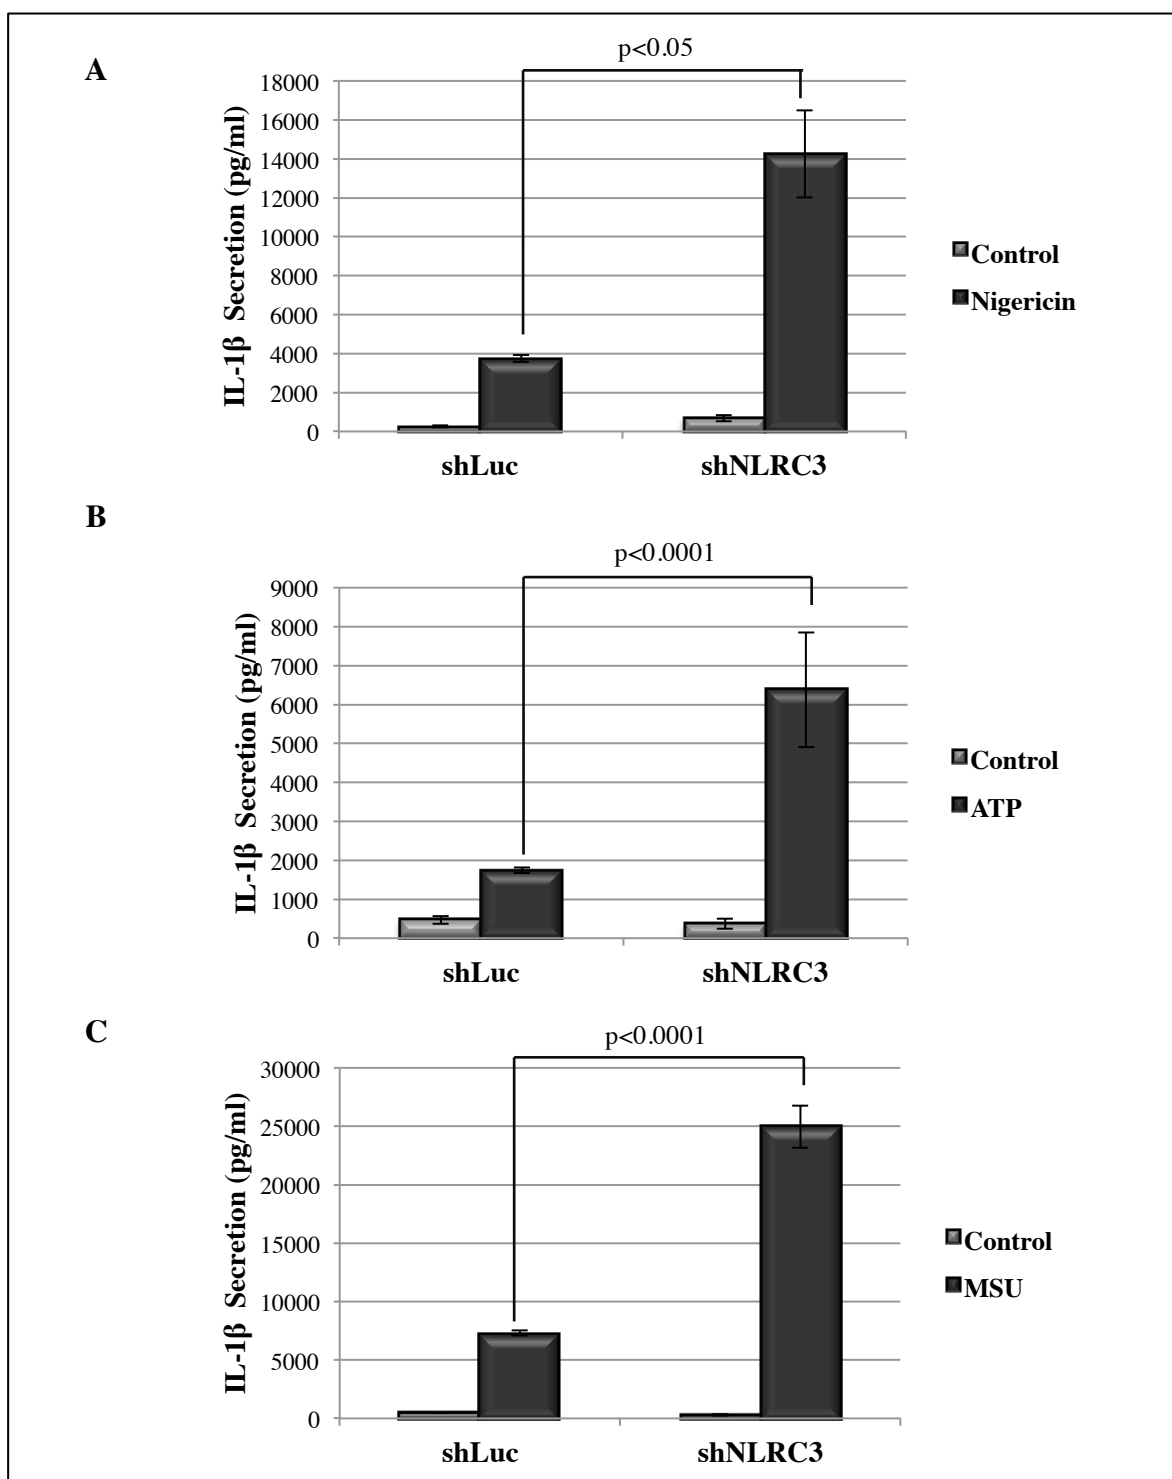 A
p<0.05
IL-1β Secretion (pg/ml)
18000
16000
14000
12000
10000
8000
6000
4000
2000
0
shLuc
shNLRC3
Control
Nigericin
B
p<0.0001
IL-1β Secretion (pg/ml)
9000
8000
7000
6000
5000
4000
3000
2000
1000
0
shLuc
shNLRC3
Control
ATP
C
p<0.0001
IL-1β Secretion (pg/ml)
30000
25000
20000
15000
10000
5000
0
shLuc
shNLRC3
Control
MSU